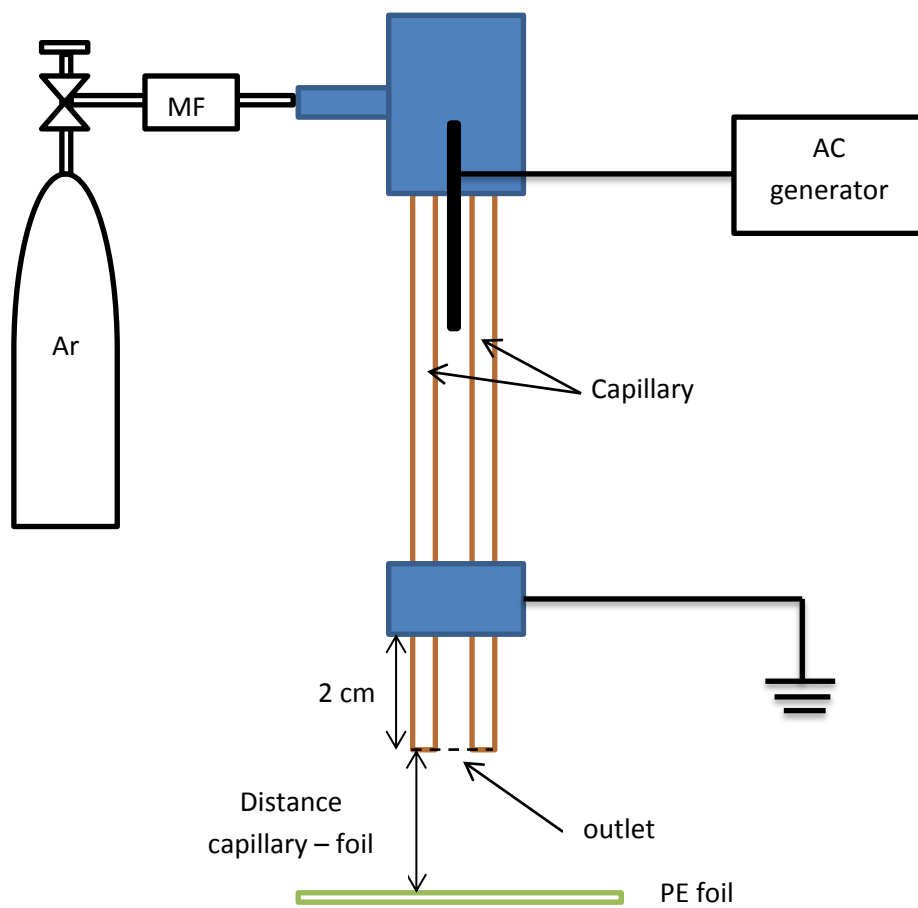 MF
AC
generator
Ar
Capillary
2 cm
Distance
capillary – foil
outlet
PE foil